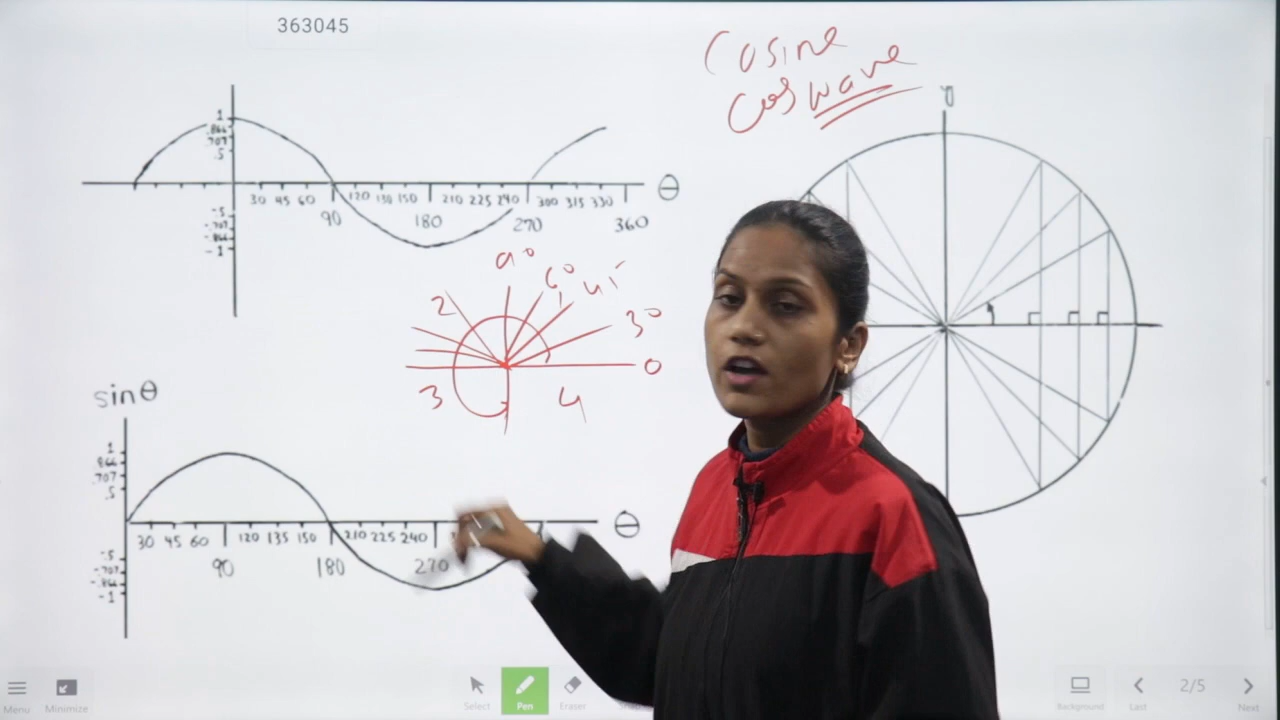 363045
Cosine
Cos wave
y
1
.866
.707
.5
30 45 60 120 130 150 210 225 240 300 315 330 θ
90 180 270 360
-.5
-.707
-.866
-1
90
60 45
30
2
0
3 4
sinθ
1
.866
.707
.5
30 45 60 120 135 150 210 225 240 θ
90 180 270
-.5
-.707
-.866
-1
Menu Minimize Select Pen Eraser Background Last 2/5 Next